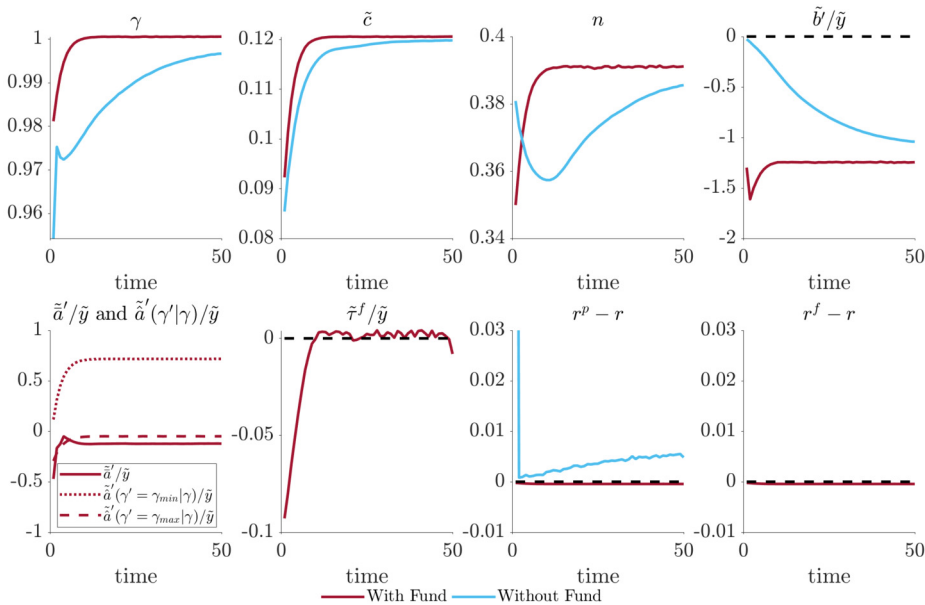 γ
1
0.99
0.98
0.97
0.96
0 50
time
c̃
0.12
0.11
0.1
0.09
0.08
0 50
time
n
0.4
0.38
0.36
0.34
0 50
time
b̃′/ỹ
0
-0.5
-1
-1.5
-2
0 50
time
ā̃′/ỹ and ã̂′(γ′|γ)/ỹ
1
0.5
0
-0.5
-1
ā̃′/ỹ
ã̂′(γ′ = γmin|γ)/ỹ
ã̂′(γ′ = γmax|γ)/ỹ
0 50
time
τ̃ᶠ/ỹ
0
-0.05
-0.1
0 50
time
rᵖ − r
0.03
0.02
0.01
0
-0.01
0 50
time
rᶠ − r
0.03
0.02
0.01
0
-0.01
0 50
time
With Fund Without Fund